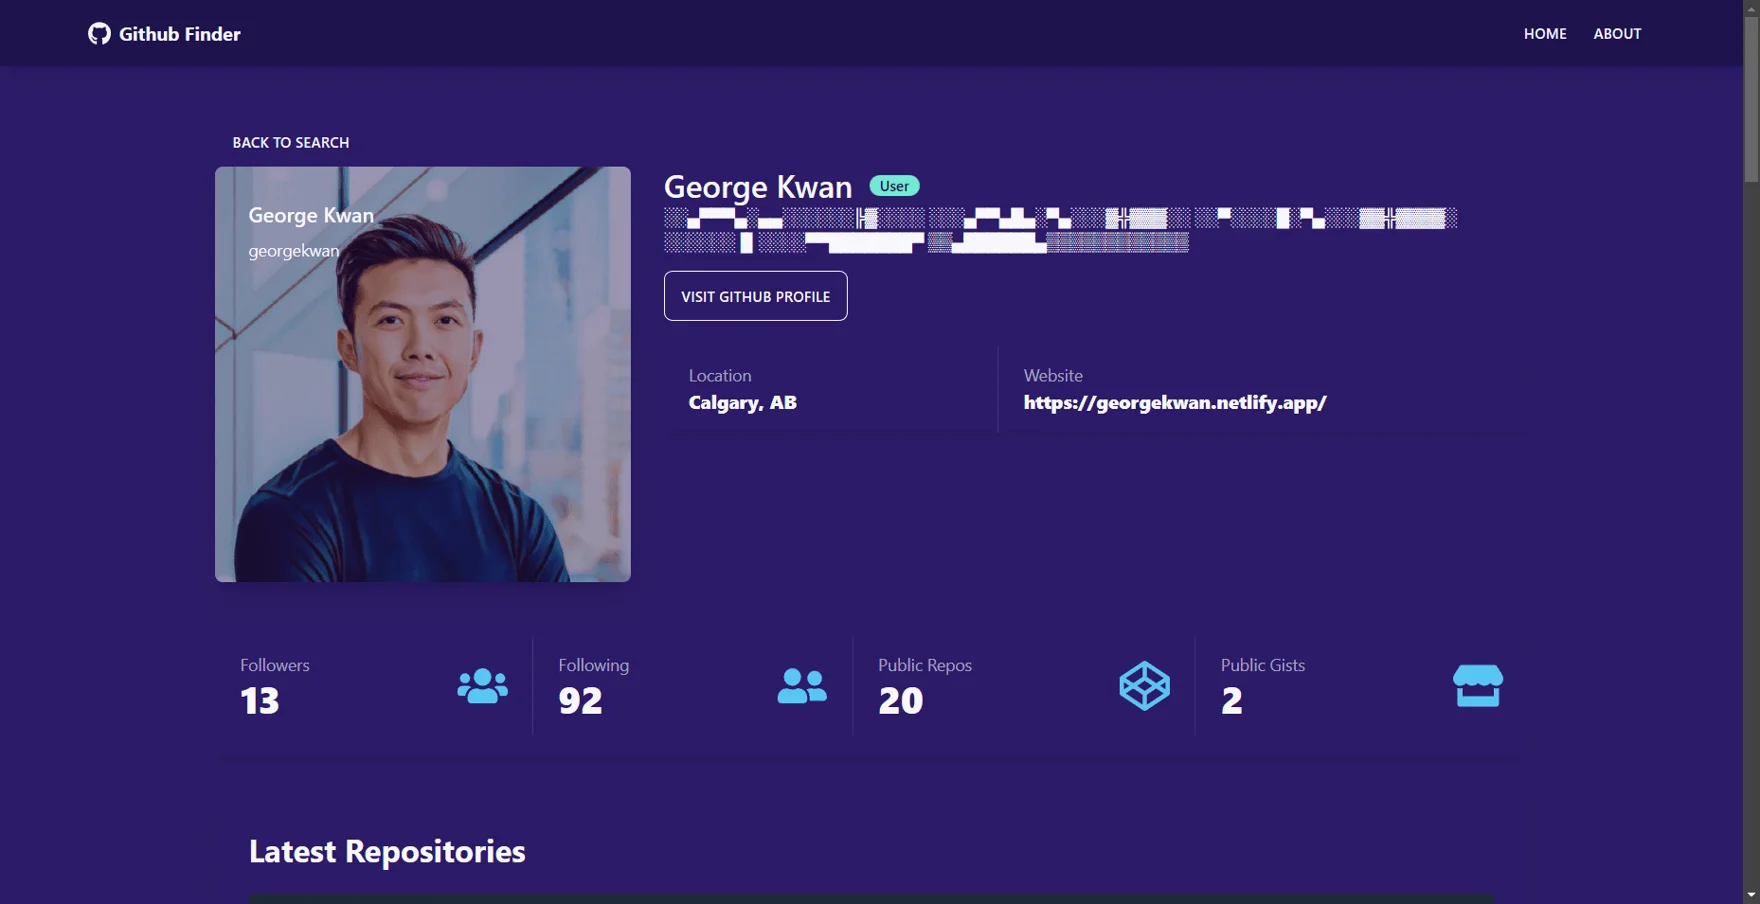 Github Finder
HOME
ABOUT
BACK TO SEARCH
George Kwan
georgekwan
George Kwan
User
VISIT GITHUB PROFILE
Location
Calgary, AB
Website
https://georgekwan.netlify.app/
Followers
13
Following
92
Public Repos
20
Public Gists
2
Latest Repositories